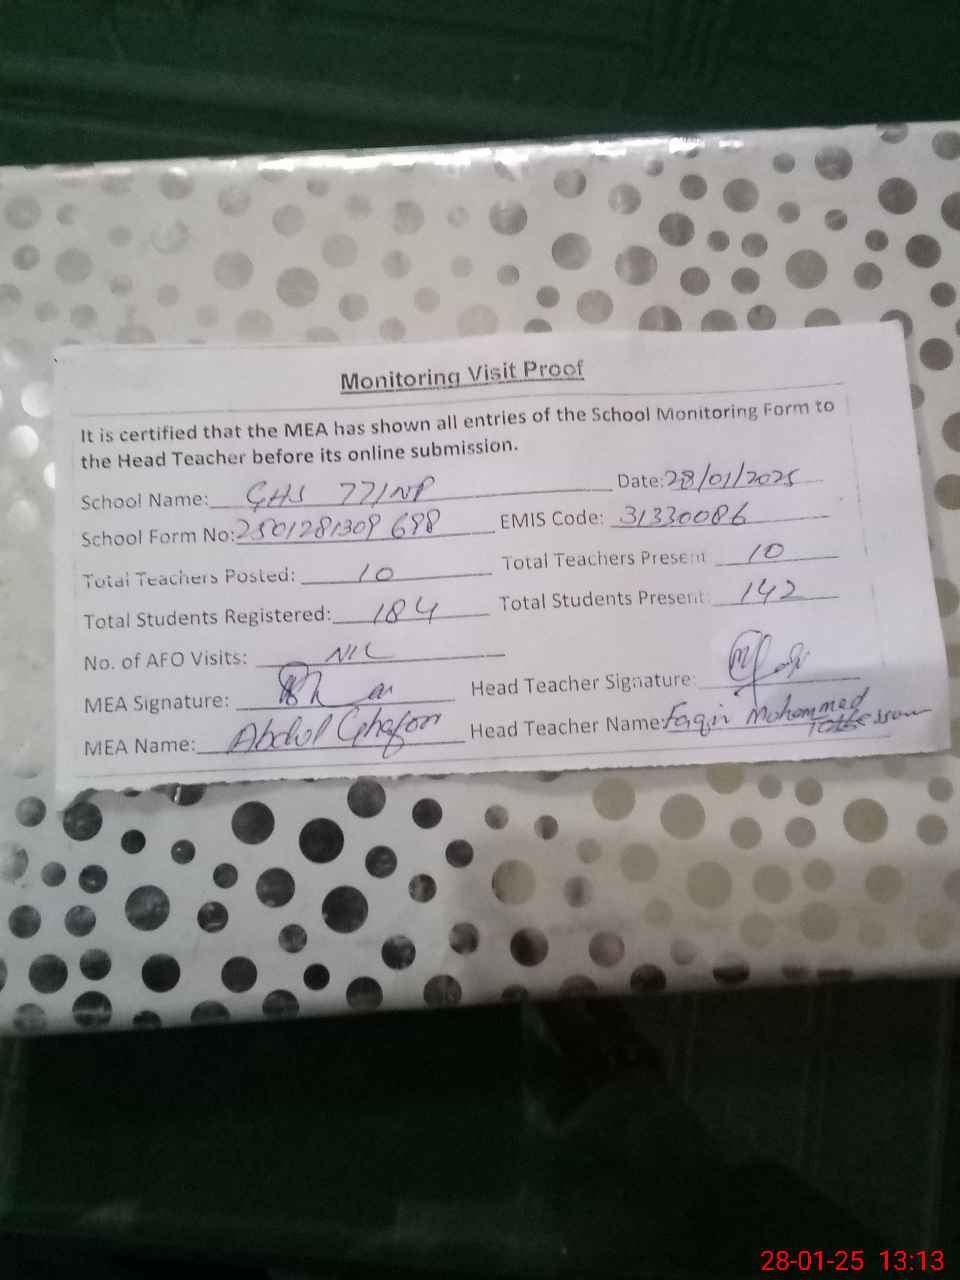 Monitoring Visit Proof
It is certified that the MEA has shown all entries of the School Monitoring Form to
the Head Teacher before its online submission.
School Name: GHS 77/NP Date: 28/01/2025
School Form No: 2501281309 698 EMIS Code: 31330086
Total Teachers Posted: 10 Total Teachers Present 10
Total Students Registered: 184 Total Students Present: 142
No. of AFO Visits: NIL
MEA Signature: Head Teacher Signature:
MEA Name: Abdul Ghafoor Head Teacher Name: Faqir Mohammed
28-01-25 13:13